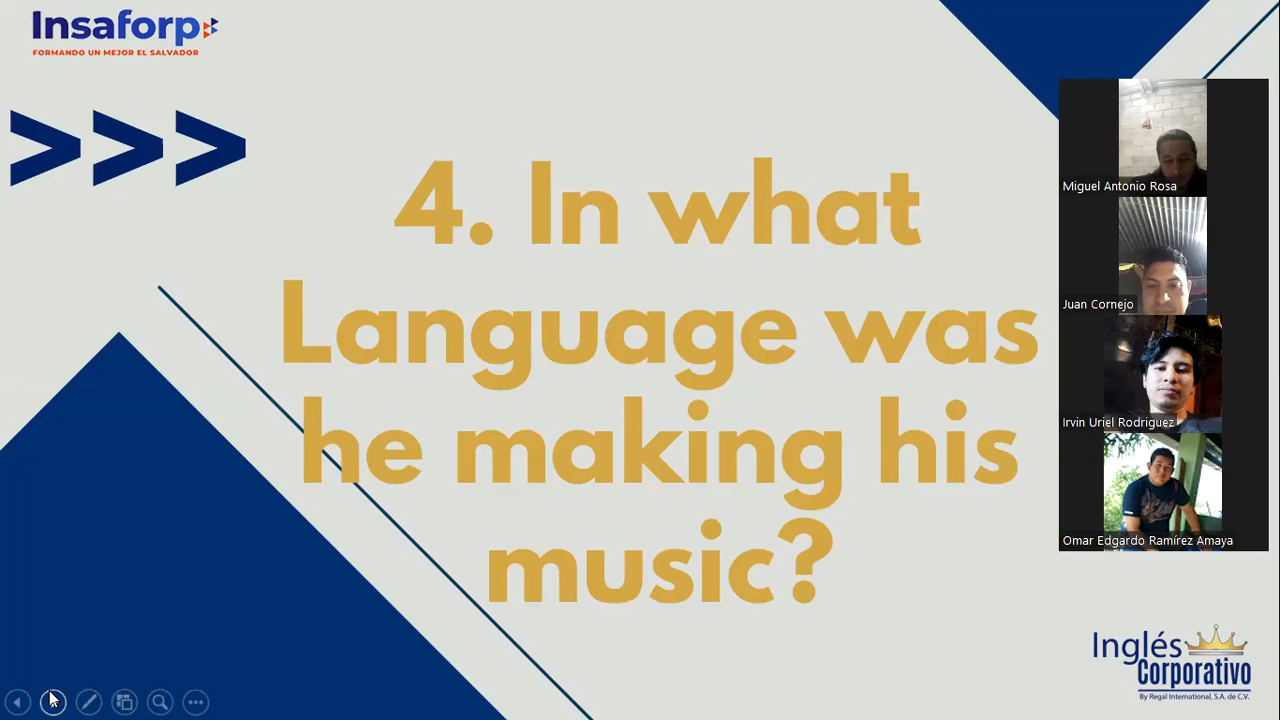 Insaforp
FORMANDO UN MEJOR EL SALVADOR
>>>
4. In what
Language was
he making his
music?
Miguel Antonio Rosa
Juan Cornejo
Irvin Uriel Rodriguez
Omar Edgardo Ramírez Amaya
Inglés
Corporativo
By Regal International, S.A. de C.V.